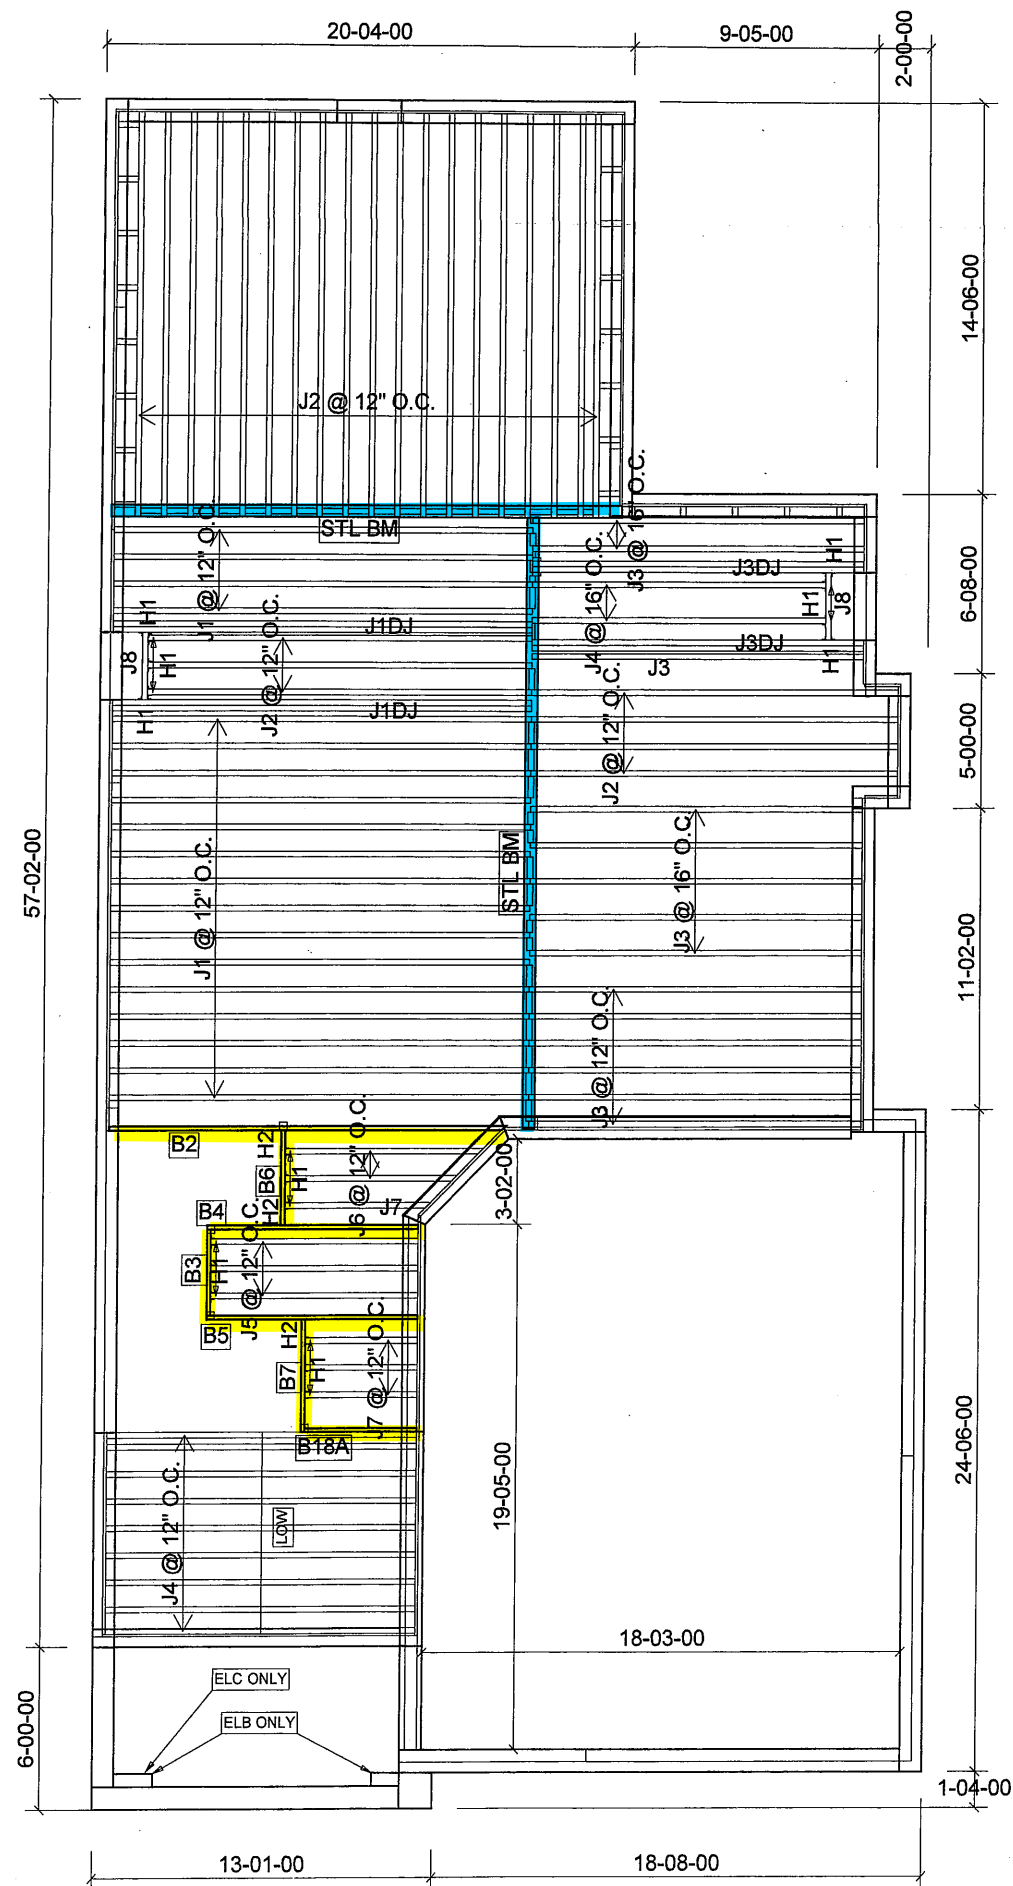 20-04-00
9-05-00
2-00-00
57-02-00
14-06-00
J2 @ 12" O.C.
STL BM
J1 @ 12" O.C.
J3 @ 16" O.C.
J4 @ 16" O.C.
J3DJ
H1
H1
J8
6-08-00
H1
J1DJ
J3DJ
H1
J8
H1
J2 @ 12" O.C.
J3
H1
J1DJ
J2 @ 12" O.C.
5-00-00
J1 @ 12" O.C.
STL BM
J3 @ 16" O.C.
11-02-00
J3 @ 12" O.C.
B2
H2
B6
H1
H2
J6 @ 12" O.C.
J7
3-02-00
B4
B3
H1
J5 @ 12" O.C.
B5
H2
B7
H1
J7 @ 12" O.C.
B18A
19-05-00
24-06-00
J4 @ 12" O.C.
LOW
18-03-00
ELC ONLY
ELB ONLY
6-00-00
1-04-00
13-01-00
18-08-00